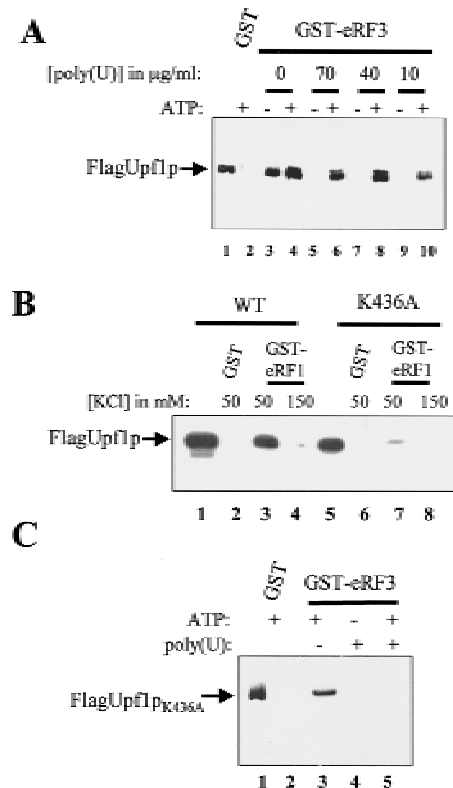 A
GST
GST-eRF3
[poly(U)] in µg/ml: 0 70 40 10
ATP: + - + - + - + - +
FlagUpf1p
1 2 3 4 5 6 7 8 9 10
B
WT K436A
GST GST-eRF1 GST GST-eRF1
[KCl] in mM: 50 50 150 50 50 150
FlagUpf1p
1 2 3 4 5 6 7 8
C
GST
GST-eRF3
ATP: + + - +
poly(U): - + +
FlagUpf1pK436A
1 2 3 4 5